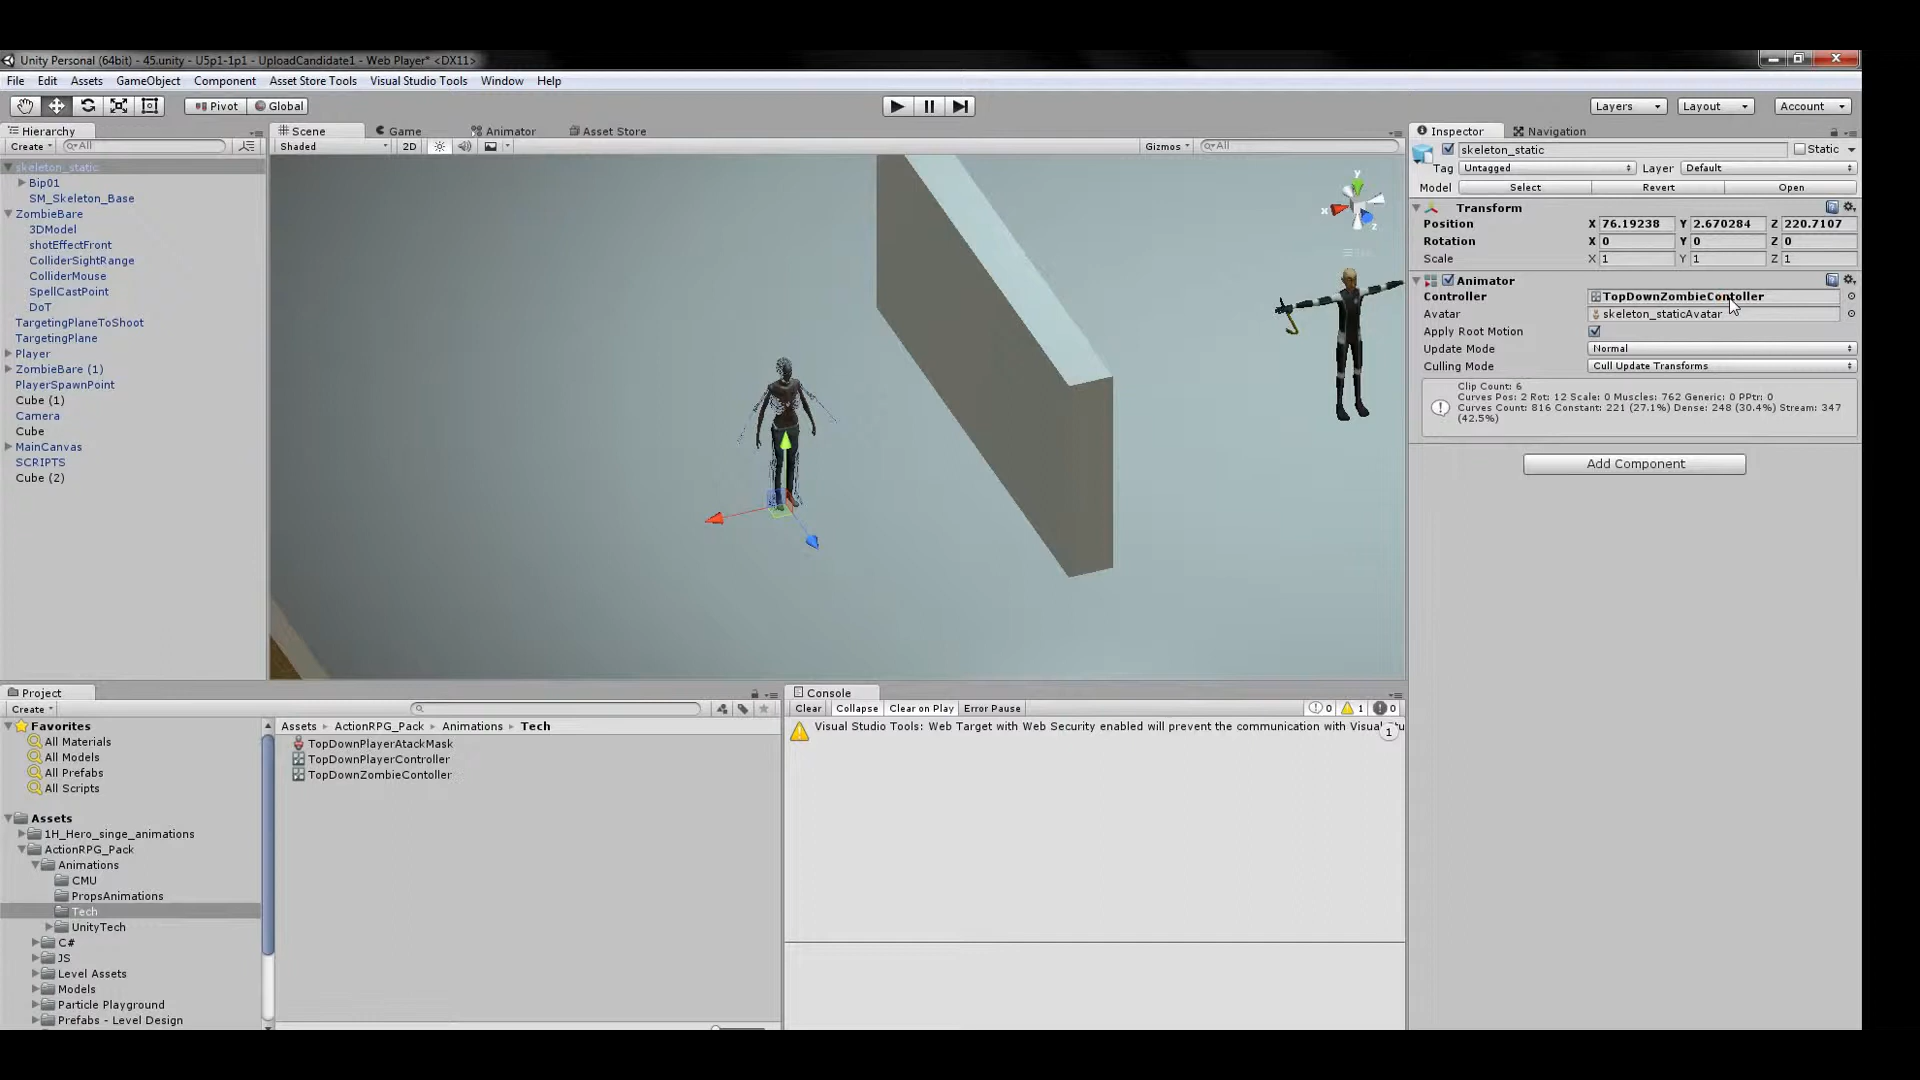 Unity Personal (64bit) - 45.unity - U5p1-1p1 - UploadCandidate1 - Web Player* <DX11>
File Edit Assets GameObject Component Asset Store Tools Visual Studio Tools Window Help
Pivot Global Layers Layout Account
Hierarchy
Create All
skeleton_static
Bip01
SM_Skeleton_Base
ZombieBare
3DModel
shotEffectFront
ColliderSightRange
ColliderMouse
SpellCastPoint
DoT
TargetingPlaneToShoot
TargetingPlane
Player
ZombieBare (1)
PlayerSpawnPoint
Cube (1)
Camera
Cube
MainCanvas
SCRIPTS
Cube (2)
Scene Game Animator Asset Store
Shaded 2D Gizmos All
y
x
z
Inspector Navigation
skeleton_static Static
Tag Untagged Layer Default
Model Select Revert Open
Transform
Position X 76.19238 Y 2.670284 Z 220.7107
Rotation X 0 Y 0 Z 0
Scale X 1 Y 1 Z 1
Animator
Controller TopDownZombieContoller
Avatar skeleton_staticAvatar
Apply Root Motion
Update Mode Normal
Culling Mode Cull Update Transforms
Clip Count: 6
Curves Pos: 2 Rot: 12 Scale: 0 Muscles: 762 Generic: 0 PPtr: 0
Curves Count: 816 Constant: 221 (27.1%) Dense: 248 (30.4%) Stream: 347
(42.5%)
Add Component
Project
Create
Favorites
All Materials
All Models
All Prefabs
All Scripts
Assets
1H_Hero_singe_animations
ActionRPG_Pack
Animations
CMU
PropsAnimations
Tech
UnityTech
C#
JS
Level Assets
Models
Particle Playground
Prefabs - Level Design
Assets ActionRPG_Pack Animations Tech
TopDownPlayerAtackMask
TopDownPlayerController
TopDownZombieContoller
Console
Clear Collapse Clear on Play Error Pause 0 1 0
Visual Studio Tools: Web Target with Web Security enabled will prevent the communication with Visual 1